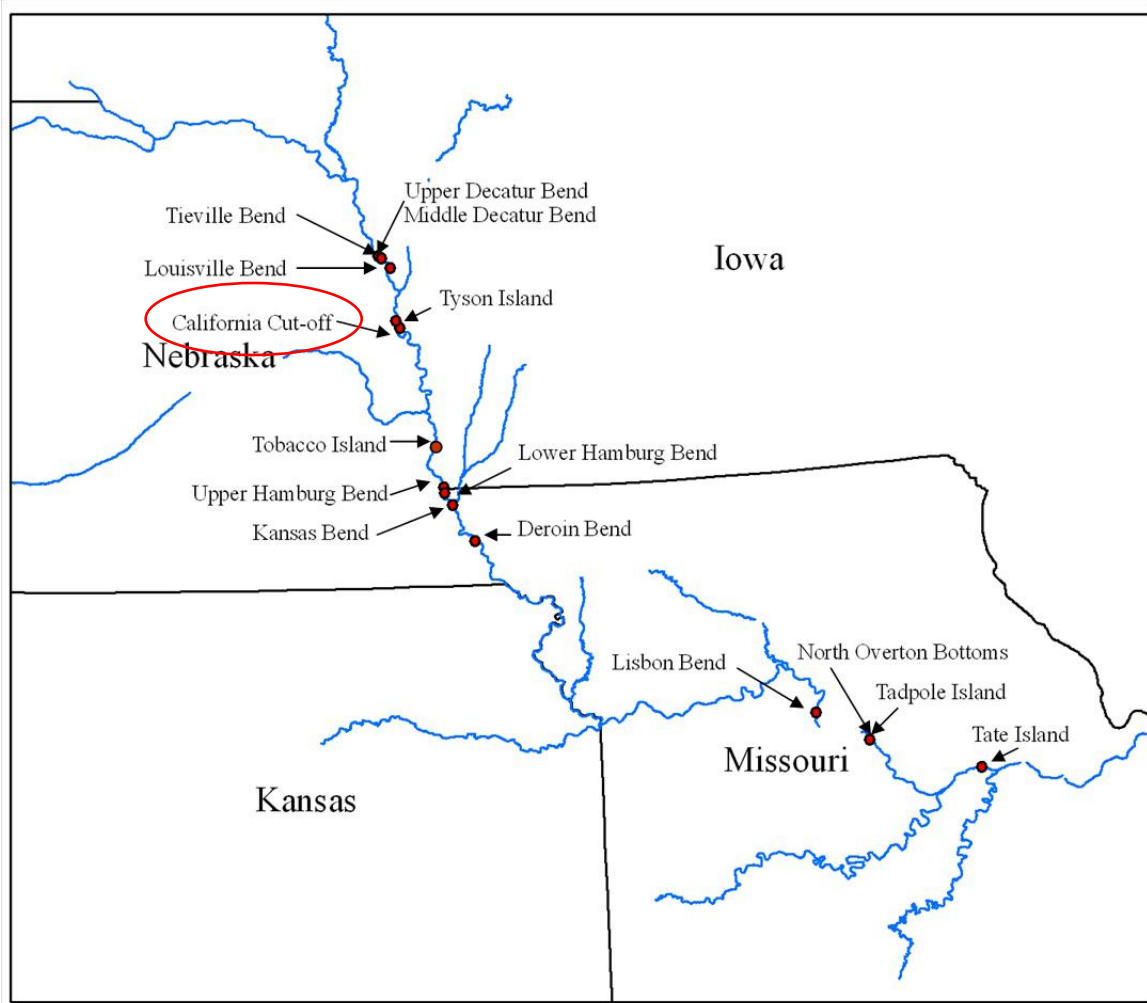 Upper Decatur Bend
Middle Decatur Bend
Tieville Bend
Iowa
Louisville Bend
Tyson Island
California Cut-off
Nebraska
Tobacco Island
Lower Hamburg Bend
Upper Hamburg Bend
Kansas Bend
Deroin Bend
North Overton Bottoms
Lisbon Bend
Tadpole Island
Tate Island
Missouri
Kansas